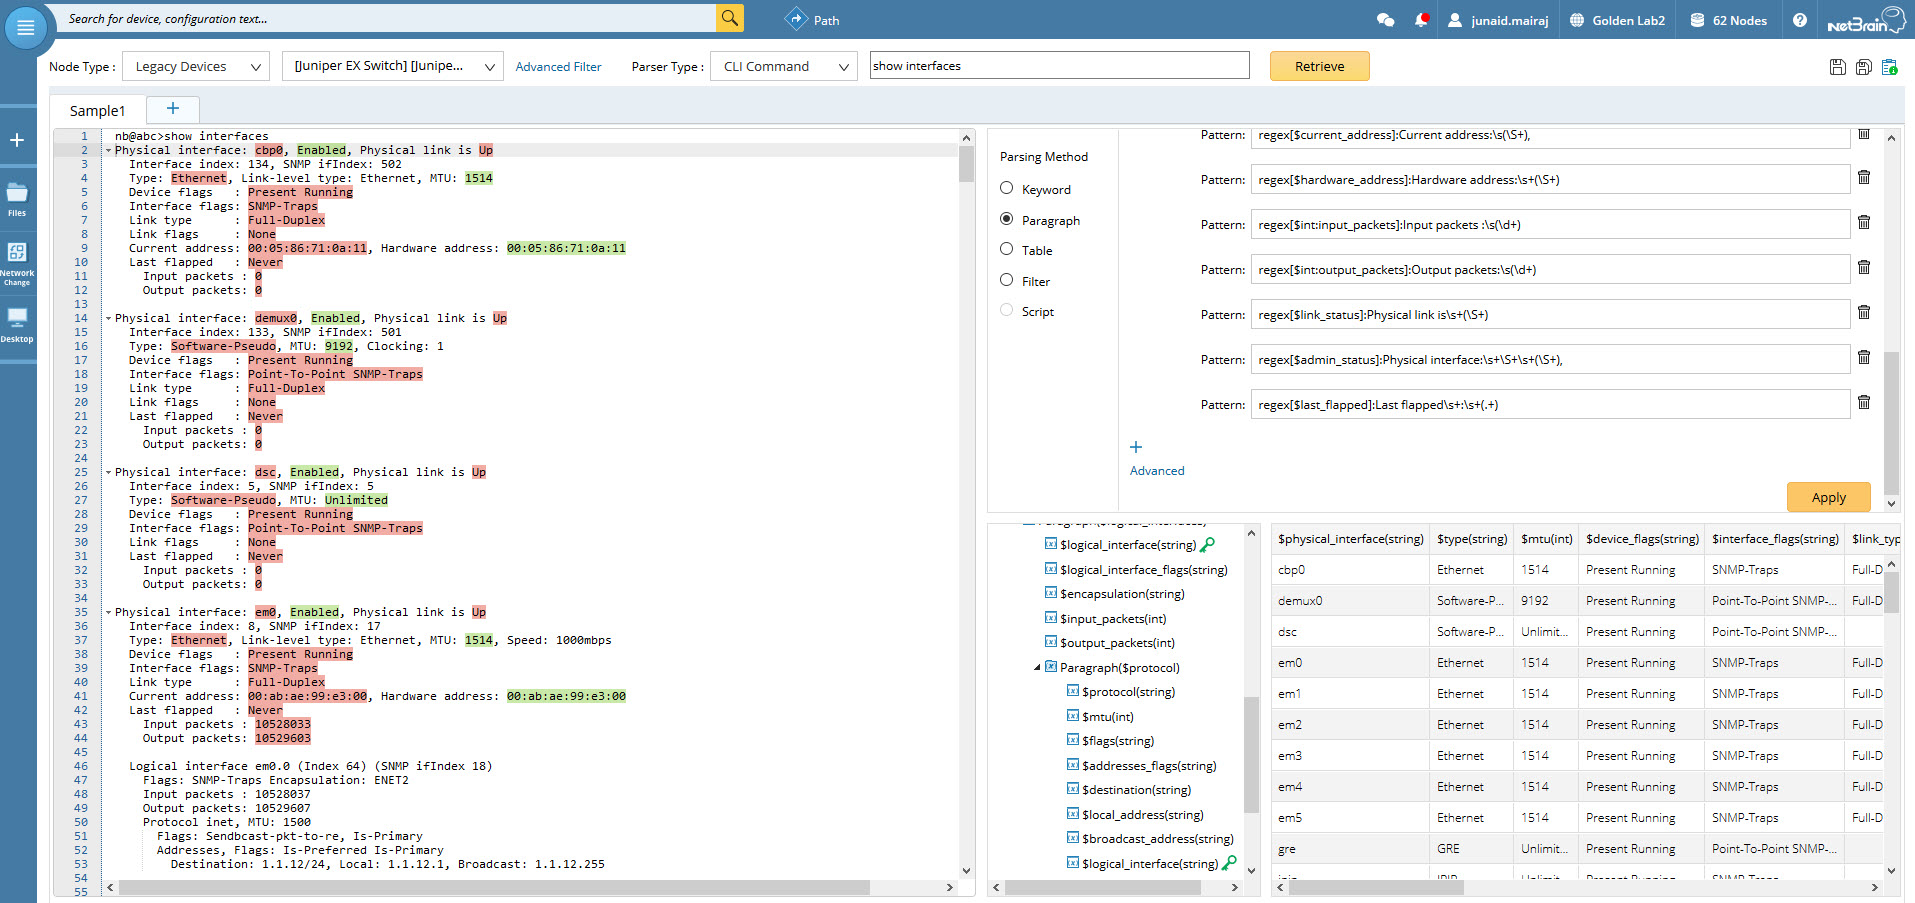 Search for device, configuration text...
Path
junaid.mairaj
Golden Lab2
62 Nodes
NetBrain
Node Type :
Legacy Devices
[Juniper EX Switch] [Junipe...
Advanced Filter
Parser Type :
CLI Command
show interfaces
Retrieve
Sample1
+
Files
Network
Change
Desktop
1 nb@abc>show interfaces
2 Physical interface: cbp0, Enabled, Physical link is Up
3 Interface index: 134, SNMP ifIndex: 502
4 Type: Ethernet, Link-level type: Ethernet, MTU: 1514
5 Device flags : Present Running
6 Interface flags: SNMP-Traps
7 Link type : Full-Duplex
8 Link flags : None
9 Current address: 00:05:86:71:0a:11, Hardware address: 00:05:86:71:0a:11
10 Last flapped : Never
11 Input packets : 0
12 Output packets: 0
13
14 Physical interface: demux0, Enabled, Physical link is Up
15 Interface index: 133, SNMP ifIndex: 501
16 Type: Software-Pseudo, MTU: 9192, Clocking: 1
17 Device flags : Present Running
18 Interface flags: Point-To-Point SNMP-Traps
19 Link type : Full-Duplex
20 Link flags : None
21 Last flapped : Never
22 Input packets : 0
23 Output packets: 0
24
25 Physical interface: dsc, Enabled, Physical link is Up
26 Interface index: 5, SNMP ifIndex: 5
27 Type: Software-Pseudo, MTU: Unlimited
28 Device flags : Present Running
29 Interface flags: Point-To-Point SNMP-Traps
30 Link flags : None
31 Last flapped : Never
32 Input packets : 0
33 Output packets: 0
34
35 Physical interface: em0, Enabled, Physical link is Up
36 Interface index: 8, SNMP ifIndex: 17
37 Type: Ethernet, Link-level type: Ethernet, MTU: 1514, Speed: 1000mbps
38 Device flags : Present Running
39 Interface flags: SNMP-Traps
40 Link type : Full-Duplex
41 Current address: 00:ab:ae:99:e3:00, Hardware address: 00:ab:ae:99:e3:00
42 Last flapped : Never
43 Input packets : 10528033
44 Output packets: 10529603
45
46 Logical interface em0.0 (Index 64) (SNMP ifIndex 18)
47 Flags: SNMP-Traps Encapsulation: ENET2
48 Input packets : 10528037
49 Output packets: 10529607
50 Protocol inet, MTU: 1500
51 Flags: Sendbcast-pkt-to-re, Is-Primary
52 Addresses, Flags: Is-Preferred Is-Primary
53 Destination: 1.1.12/24, Local: 1.1.12.1, Broadcast: 1.1.12.255
54
55
Parsing Method
Keyword
Paragraph
Table
Filter
Script
Pattern: regex[$current_address]:Current address:\s(\S+),
Pattern: regex[$hardware_address]:Hardware address:\s+(\S+)
Pattern: regex[$int:input_packets]:Input packets :\s(\d+)
Pattern: regex[$int:output_packets]:Output packets:\s(\d+)
Pattern: regex[$link_status]:Physical link is\s+(\S+)
Pattern: regex[$admin_status]:Physical interface:\s+\S+\s+(\S+),
Pattern: regex[$last_flapped]:Last flapped\s+:\s+(.+)
+
Advanced
Apply
Paragraph($logical_interfaces)
$logical_interface(string)
$logical_interface_flags(string)
$encapsulation(string)
$input_packets(int)
$output_packets(int)
Paragraph($protocol)
$protocol(string)
$mtu(int)
$flags(string)
$addresses_flags(string)
$destination(string)
$local_address(string)
$broadcast_address(string)
$logical_interface(string)
$physical_interface(string) $type(string) $mtu(int) $device_flags(string) $interface_flags(string) $link_typ
cbp0 Ethernet 1514 Present Running SNMP-Traps Full-D
demux0 Software-P... 9192 Present Running Point-To-Point SNMP-... Full-D
dsc Software-P... Unlimit... Present Running Point-To-Point SNMP-...
em0 Ethernet 1514 Present Running SNMP-Traps Full-D
em1 Ethernet 1514 Present Running SNMP-Traps Full-D
em2 Ethernet 1514 Present Running SNMP-Traps Full-D
em3 Ethernet 1514 Present Running SNMP-Traps Full-D
em4 Ethernet 1514 Present Running SNMP-Traps Full-D
em5 Ethernet 1514 Present Running SNMP-Traps Full-D
gre GRE Unlimit... Present Running Point-To-Point SNMP-...
ipip IPIP Unlimit... Present Running SNMP-Traps